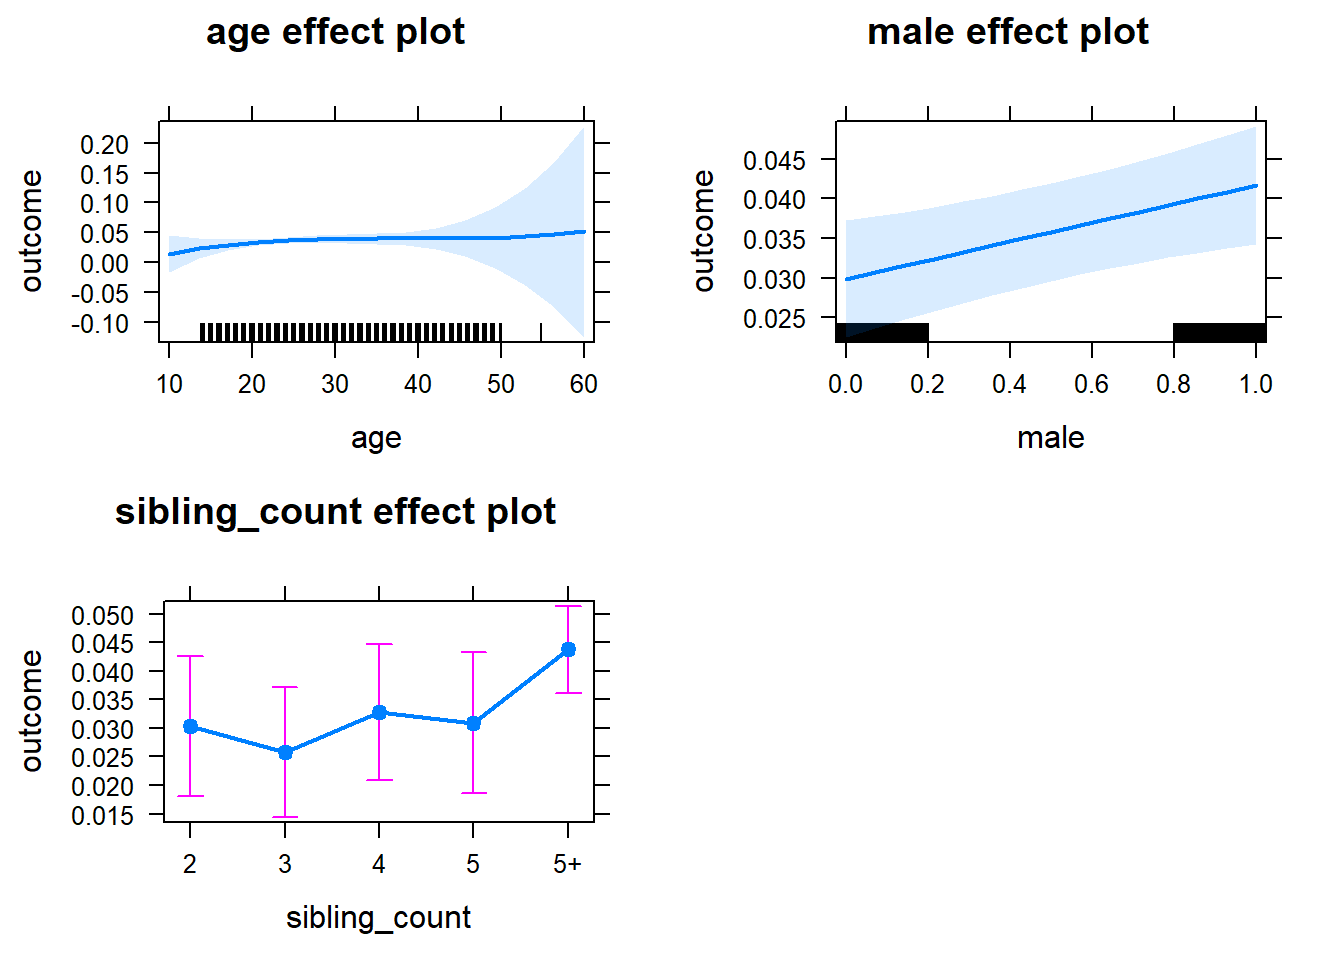 age effect plot
outcome
0.20
0.15
0.10
0.05
0.00
-0.05
-0.10
10 20 30 40 50 60
age
male effect plot
outcome
0.045
0.040
0.035
0.030
0.025
0.0 0.2 0.4 0.6 0.8 1.0
male
sibling_count effect plot
outcome
0.050
0.045
0.040
0.035
0.030
0.025
0.020
0.015
2 3 4 5 5+
sibling_count